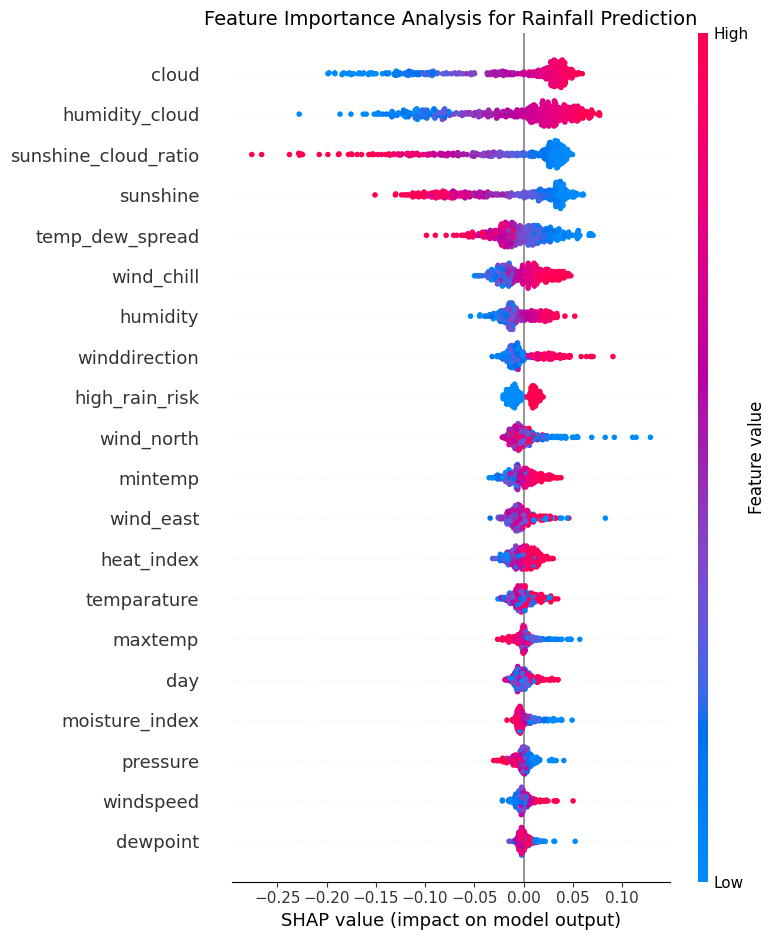 Feature Importance Analysis for Rainfall Prediction
High
cloud
humidity_cloud
sunshine_cloud_ratio
sunshine
temp_dew_spread
wind_chill
humidity
winddirection
high_rain_risk
wind_north
mintemp
wind_east
heat_index
temparature
maxtemp
day
moisture_index
pressure
windspeed
dewpoint
Feature value
Low
−0.25 −0.20 −0.15 −0.10 −0.05 0.00 0.05 0.10
SHAP value (impact on model output)